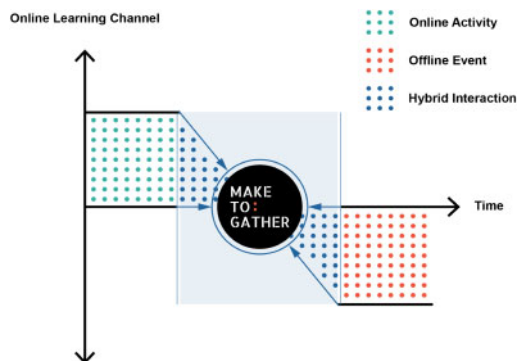 Online Learning Channel
Online Activity
Offline Event
Hybrid Interaction
MAKE
TO:
GATHER
Time